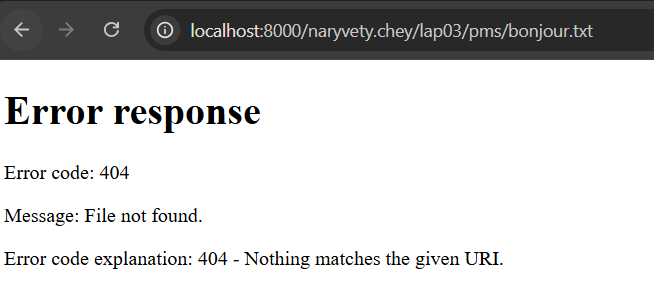 localhost:8000/naryvety.chey/lap03/pms/bonjour.txt
Error response
Error code: 404
Message: File not found.
Error code explanation: 404 - Nothing matches the given URI.